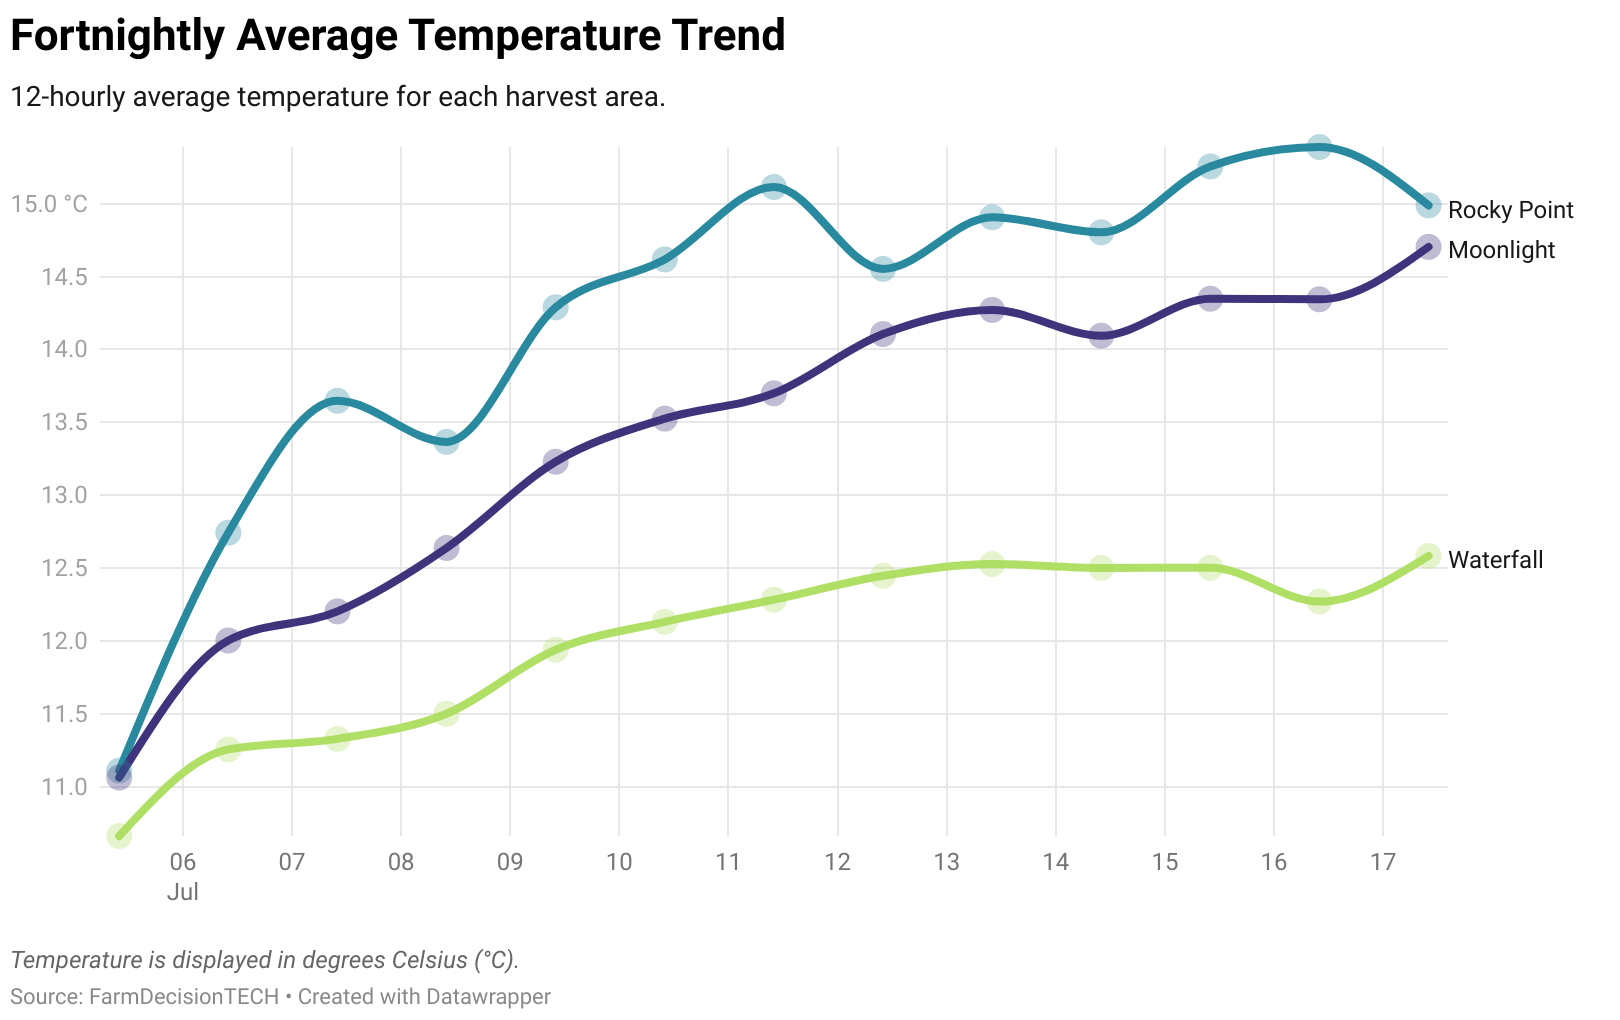 Fortnightly Average Temperature Trend
12-hourly average temperature for each harvest area.
15.0 °C
14.5
14.0
13.5
13.0
12.5
12.0
11.5
11.0
Rocky Point
Moonlight
Waterfall
06 07 08 09 10 11 12 13 14 15 16 17
Jul
Temperature is displayed in degrees Celsius (°C).
Source: FarmDecisionTECH • Created with Datawrapper